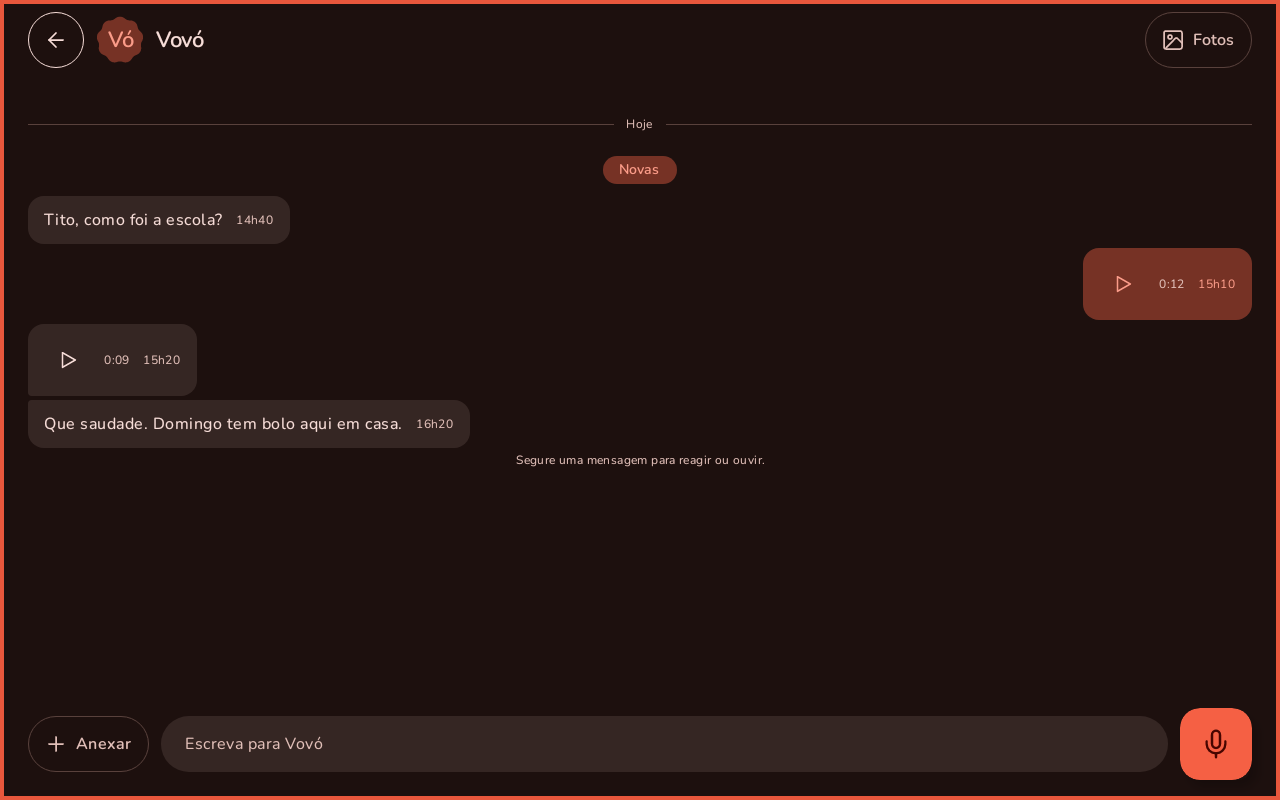 Vó Vovó
Fotos
Hoje
Novas
Tito, como foi a escola? 14h40
0:12 15h10
0:09 15h20
Que saudade. Domingo tem bolo aqui em casa. 16h20
Segure uma mensagem para reagir ou ouvir.
Anexar
Escreva para Vovó